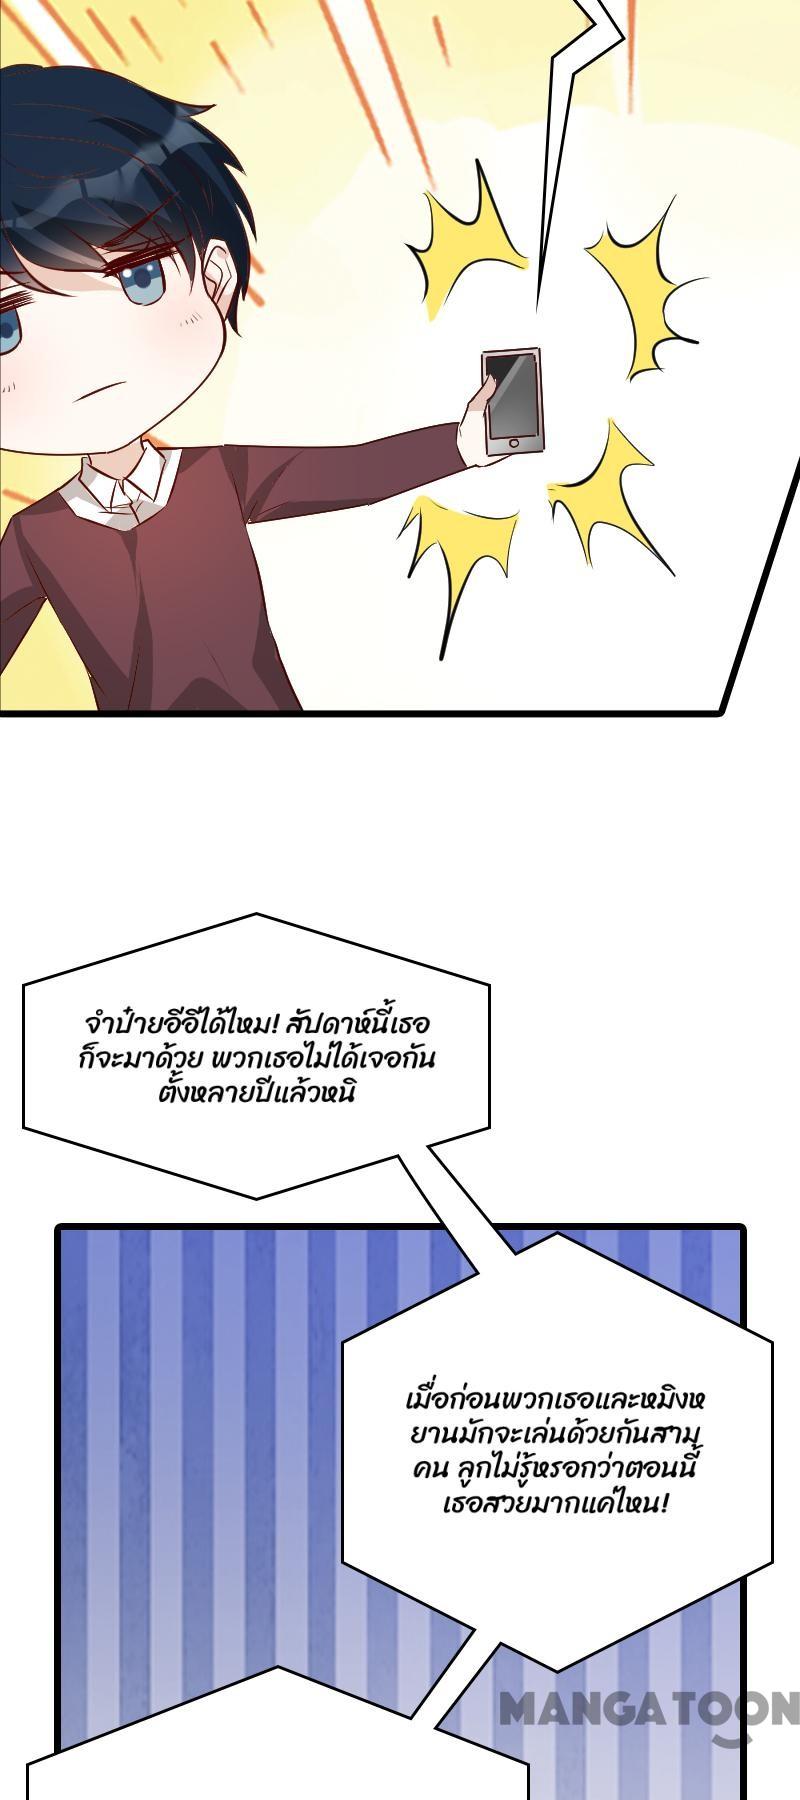 จำป๋ายอีอีได้ไหม! สัปดาห์นี้เธอ
ก็จะมาด้วย พวกเธอไม่ได้เจอกัน
ตั้งหลายปีแล้วหนิ
เมื่อก่อนพวกเธอและหมิงห
ยานมักจะเล่นด้วยกันสาม
คน ลูกไม่รู้หรอกว่าตอนนี้
เธอสวยมากแค่ไหน!
MANGATOON